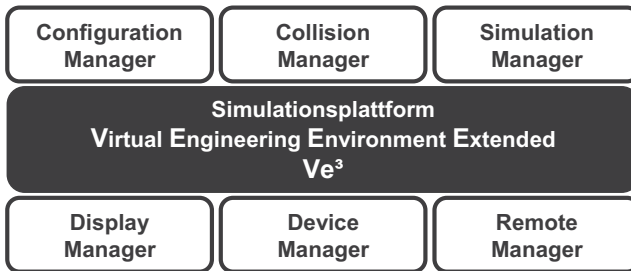 Configuration Collision Simulation
Manager Manager Manager
Simulationsplattform
Virtual Engineering Environment Extended
Ve³
Display Device Remote
Manager Manager Manager